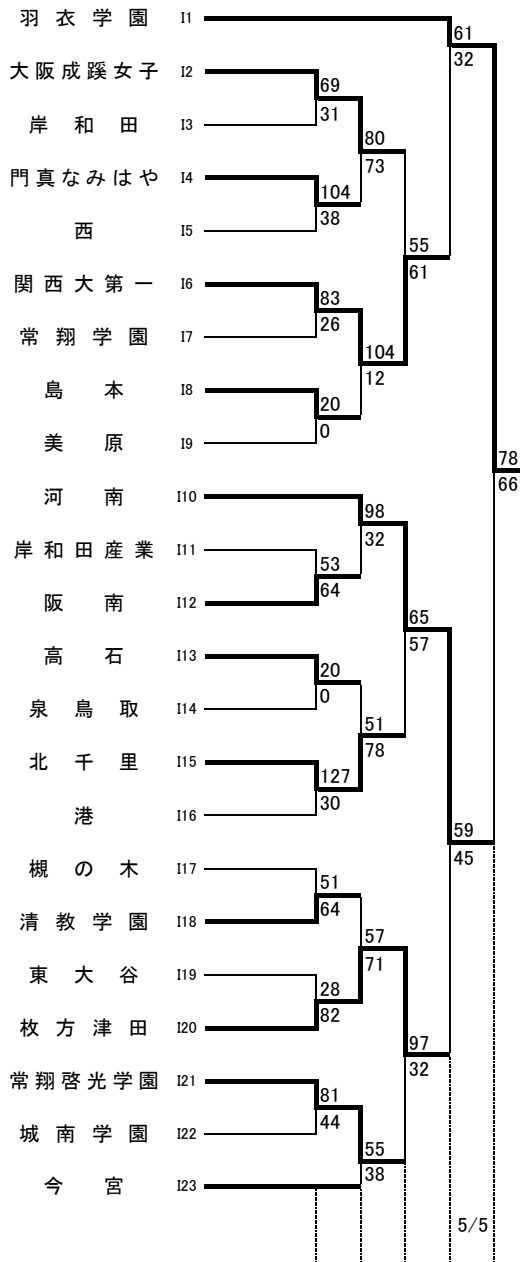 羽衣学園 I1
61
32
大阪成蹊女子 I2
69
31
岸和田 I3
80
73
門真なみはや I4
104
38
西 I5
55
61
関西大第一 I6
83
26
常翔学園 I7
104
12
島本 I8
20
0
美原 I9
78
66
河南 I10
98
32
岸和田産業 I11
53
64
阪南 I12
65
57
高石 I13
20
0
泉鳥取 I14
51
78
北千里 I15
127
30
港 I16
59
45
槻の木 I17
51
64
清教学園 I18
57
71
東大谷 I19
28
82
枚方津田 I20
97
32
常翔啓光学園 I21
81
44
城南学園 I22
55
38
今宮 I23
5/5